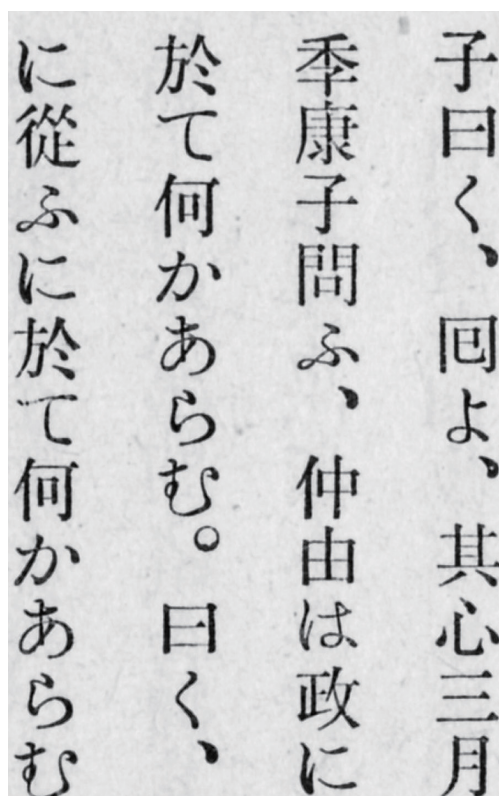 子曰く、囘よ、其心三月
季康子問ふ、仲由は政に
於て何かあらむ。曰く、
に從ふに於て何かあらむ